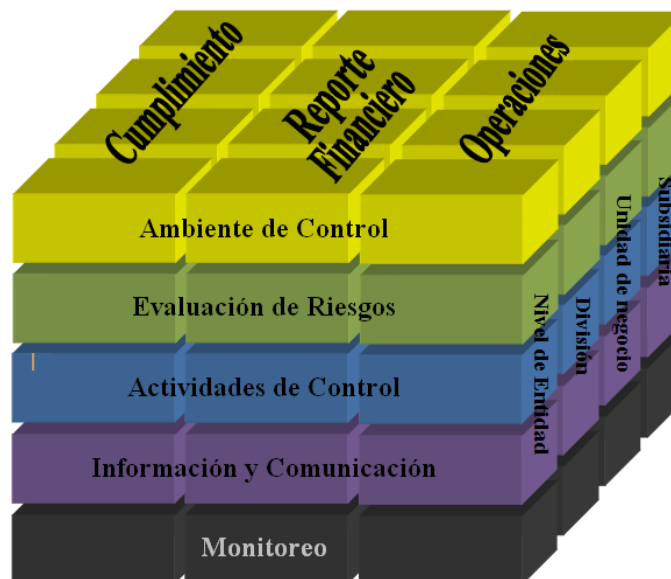 Cumplimiento
Reporte
Financiero
Operaciones
Ambiente de Control
Evaluación de Riesgos
Actividades de Control
Información y Comunicación
Monitoreo
Nivel de Entidad
División
Unidad de negocio
Subsidiaria